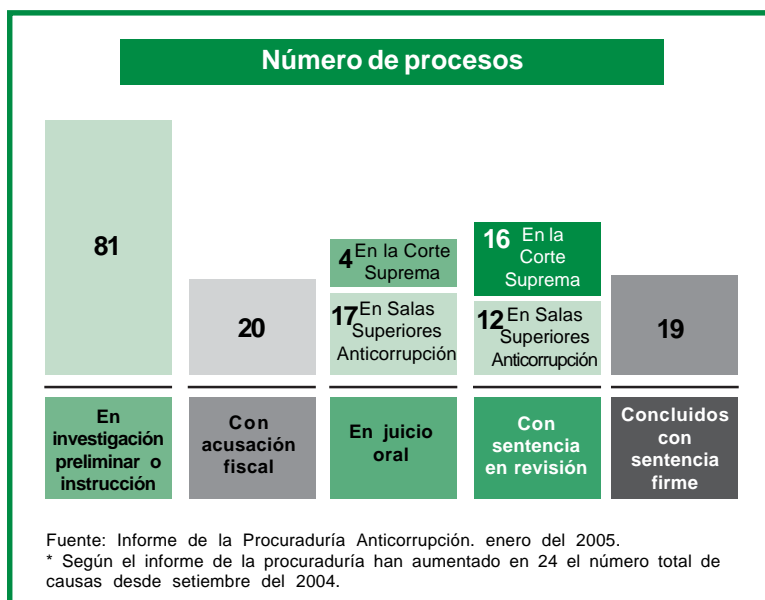 Número de procesos
81
20
4 En la Corte
Suprema
17 En Salas
Superiores
Anticorrupción
16 En la
Corte
Suprema
12 En Salas
Superiores
Anticorrupción
19
En
investigación
preliminar o
instrucción
Con
acusación
fiscal
En juicio
oral
Con
sentencia
en revisión
Concluidos
con
sentencia
firme
Fuente: Informe de la Procuraduría Anticorrupción. enero del 2005.
* Según el informe de la procuraduría han aumentado en 24 el número total de
causas desde setiembre del 2004.